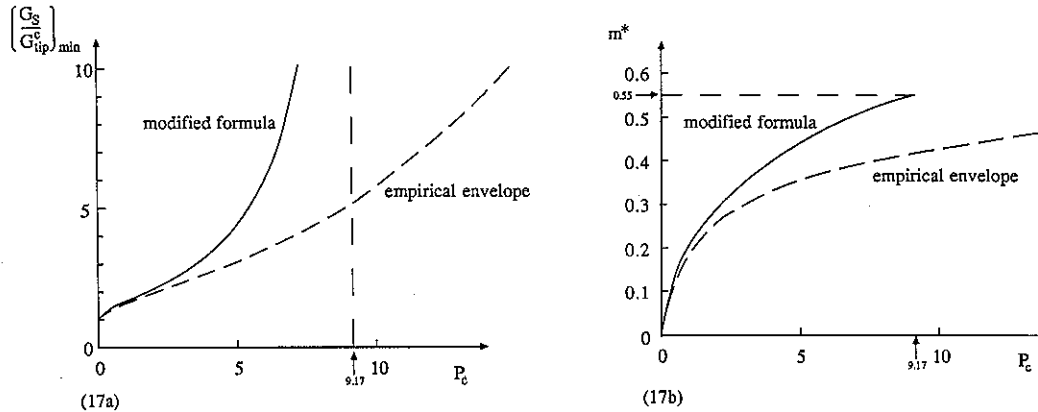 (G_S / G^e_tip)_min
10
5
0
modified formula
empirical envelope
0
5
10
9.17
P_c
(17a)
m*
0.6
0.55
0.5
0.4
0.3
0.2
0.1
0
modified formula
empirical envelope
0
5
10
9.17
P_c
(17b)